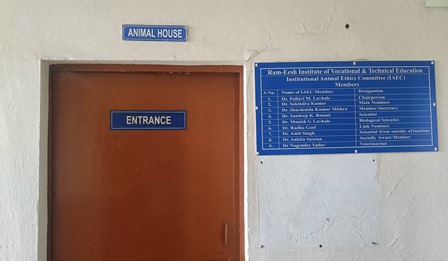 ANIMAL HOUSE
ENTRANCE
Ram-Eesh Institute of Vocational & Technical Education
Institutional Animal Ethics Committee (IAEC)
Members
S No. Name of IAEC Member Designation
1. Dr. Pallavi M. Lavhale Chairperson
2. Dr. Sukindra Kumar Main Nominee
3. Dr. Kumar Mishra Member Secretary
4. Dr. Sandeep K. Bansal Scientist
5. Dr. S. Lavhale Biological Scientist
6. Dr. Radha Goel Link Nominee
7. Dr. Amit Singh Scientist from outside of Institute
8. Dr. Ankita Saxena Socially Aware Member
9. Dr Nagender Yadav Veterinarian